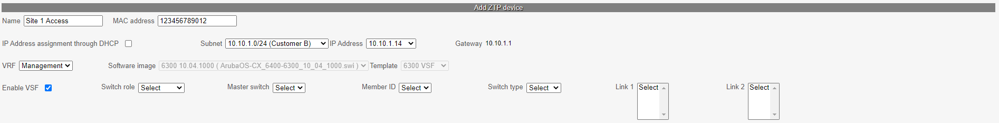 Add ZTP device
Name Site 1 Access MAC address 123456789012
IP Address assignment through DHCP Subnet 10.10.1.0/24 (Customer B) IP Address 10.10.1.14 Gateway 10.10.1.1
VRF Management Software image 6300 10.04.1000 ( ArubaOS-CX_6400-6300_10_04_1000.swi ) Template 6300 VSF
Enable VSF Switch role Select Master switch Select Member ID Select Switch type Select Link 1 Select Link 2 Select